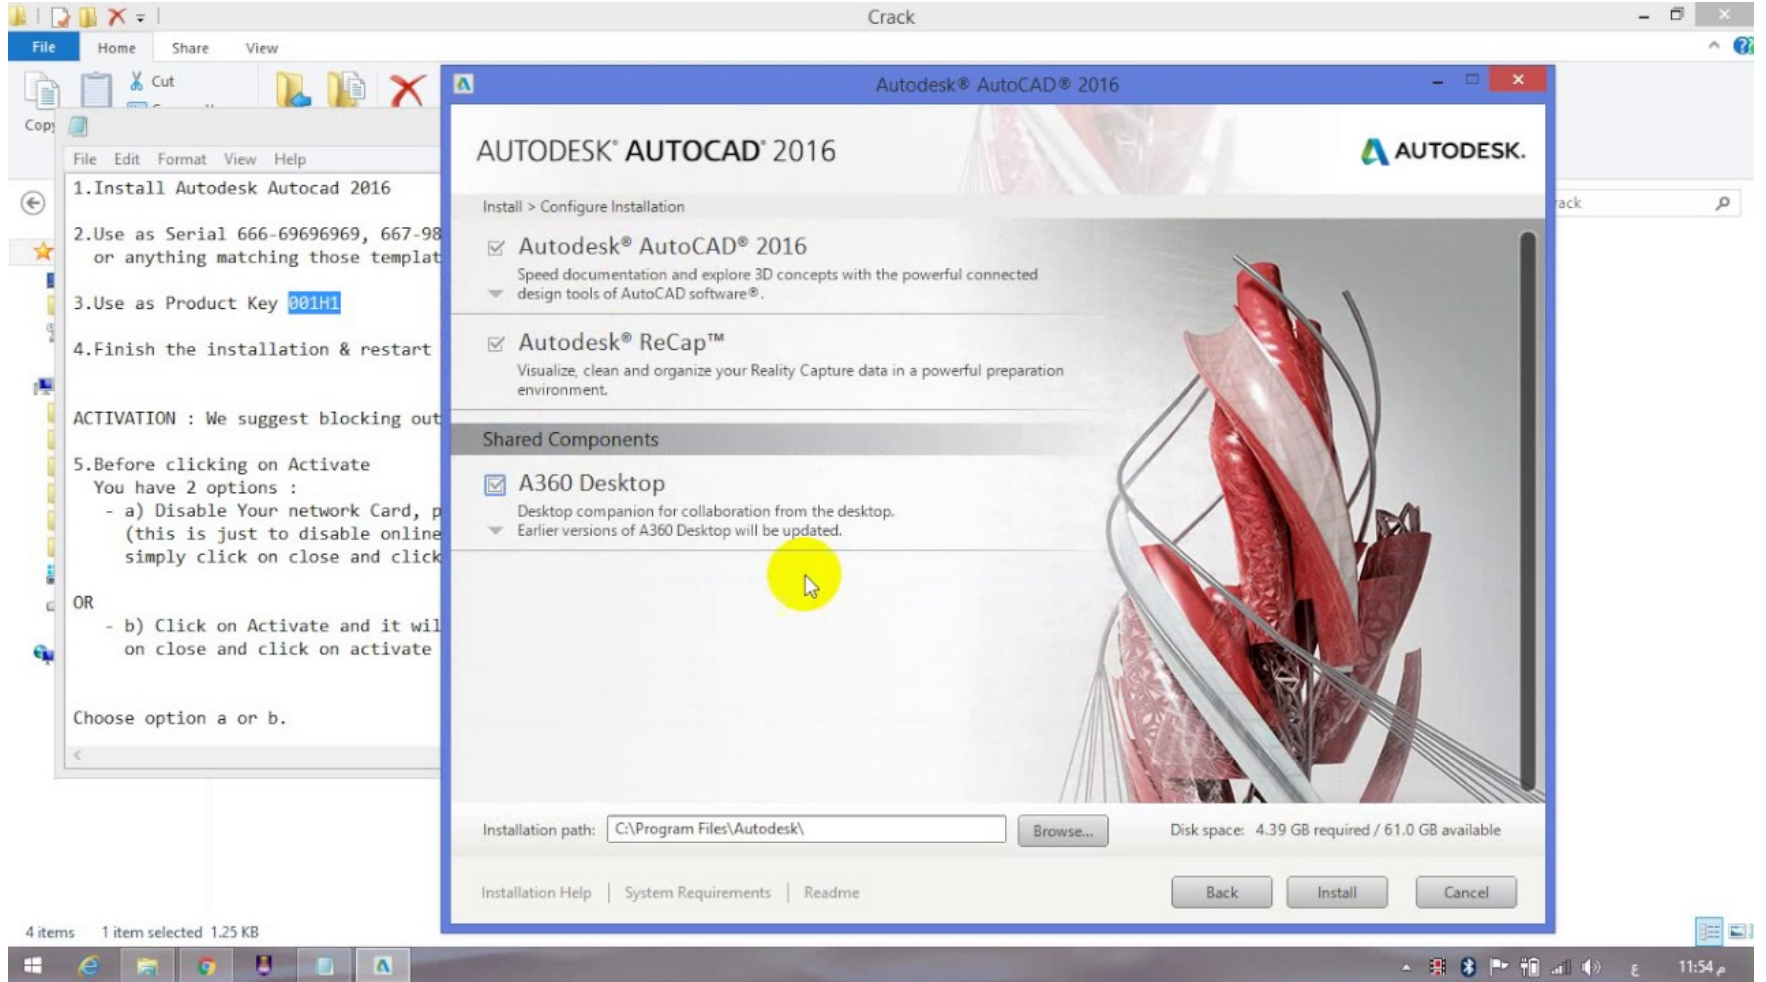 Crack
File Home Share View
Cut
Copy
File Edit Format View Help
1.Install Autodesk Autocad 2016
2.Use as Serial 666-69696969, 667-98
or anything matching those templat
3.Use as Product Key 001H1
4.Finish the installation & restart
ACTIVATION : We suggest blocking out
5.Before clicking on Activate
You have 2 options :
- a) Disable Your network Card, p
(this is just to disable online
simply click on close and click
OR
- b) Click on Activate and it wil
on close and click on activate
Choose option a or b.
Autodesk® AutoCAD® 2016
AUTODESK® AUTOCAD® 2016
AUTODESK.
Install > Configure Installation
Autodesk® AutoCAD® 2016
Speed documentation and explore 3D concepts with the powerful connected
design tools of AutoCAD software®.
Autodesk® ReCap™
Visualize, clean and organize your Reality Capture data in a powerful preparation
environment.
Shared Components
A360 Desktop
Desktop companion for collaboration from the desktop.
Earlier versions of A360 Desktop will be updated.
Installation path: C:\Program Files\Autodesk\ Browse... Disk space: 4.39 GB required / 61.0 GB available
Installation Help | System Requirements | Readme Back Install Cancel
rack
4 items 1 item selected 1.25 KB
ع 11:54 م